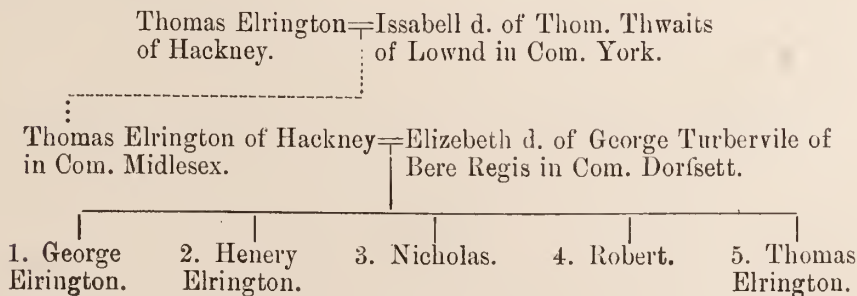 Thomas Elrington=Issabell d. of Thom. Thwaits
of Hackney. of Lownd in Com. York.
Thomas Elrington of Hackney=Elizebeth d. of George Turbervile of
in Com. Midlesex. Bere Regis in Com. Dorſsett.
1. George 2. Henery 3. Nicholas. 4. Robert. 5. Thomas
Elrington. Elrington. Elrington.